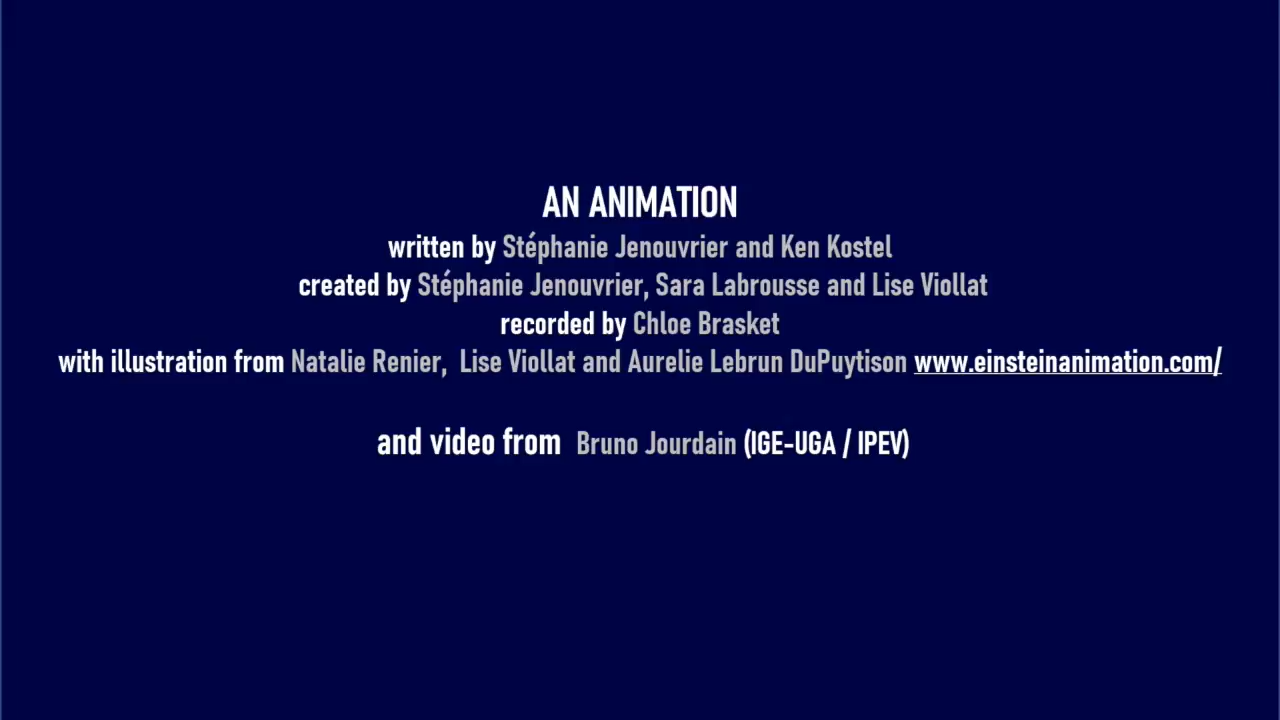 AN ANIMATION
written by Stéphanie Jenouvrier and Ken Kostel
created by Stéphanie Jenouvrier, Sara Labrousse and Lise Viollat
recorded by Chloe Brasket
with illustration from Natalie Renier, Lise Viollat and Aurelie Lebrun DuPuytison www.einsteinanimation.com/
and video from Bruno Jourdain (IGE-UGA / IPEV)